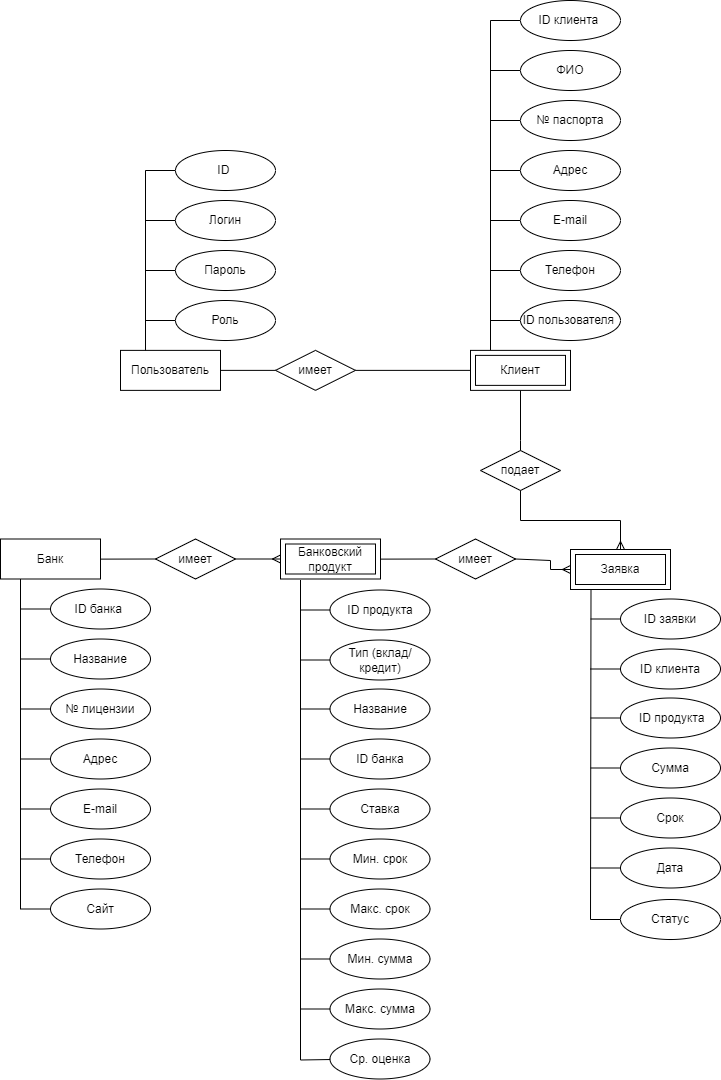 ID клиента
ФИО
№ паспорта
Адрес
E-mail
Телефон
ID пользователя
ID
Логин
Пароль
Роль
Пользователь
имеет
Клиент
подает
Банк
имеет
Банковский
продукт
имеет
Заявка
ID банка
Название
№ лицензии
Адрес
E-mail
Телефон
Сайт
ID продукта
Тип (вклад/
кредит)
Название
ID банка
Ставка
Мин. срок
Макс. срок
Мин. сумма
Макс. сумма
Ср. оценка
ID заявки
ID клиента
ID продукта
Сумма
Срок
Дата
Статус